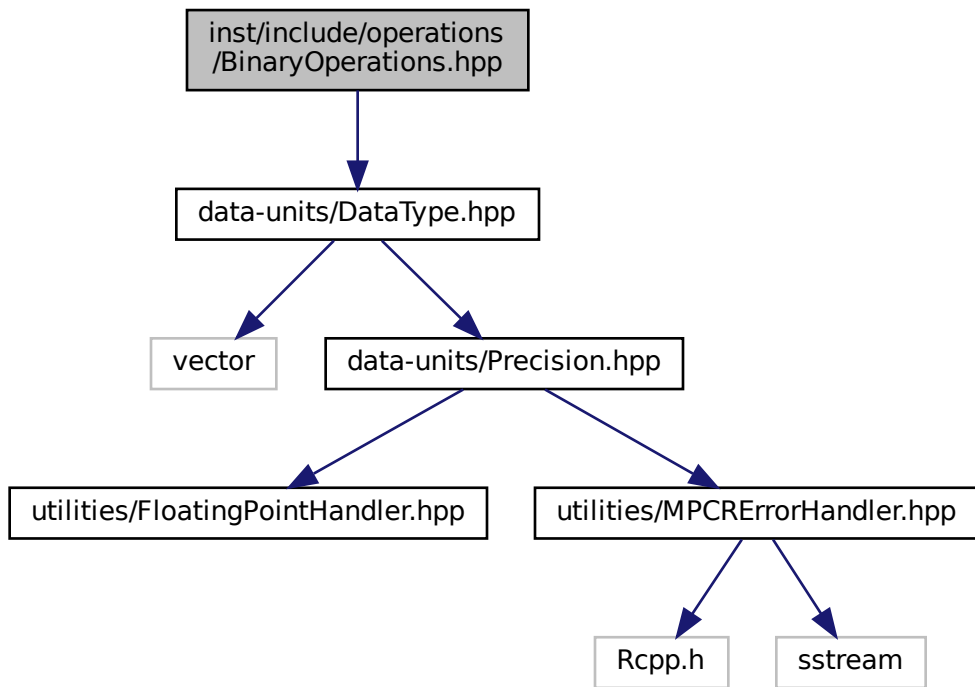 inst/include/operations
/BinaryOperations.hpp
data-units/DataType.hpp
vector
data-units/Precision.hpp
utilities/FloatingPointHandler.hpp
utilities/MPCRErrorHandler.hpp
Rcpp.h
sstream